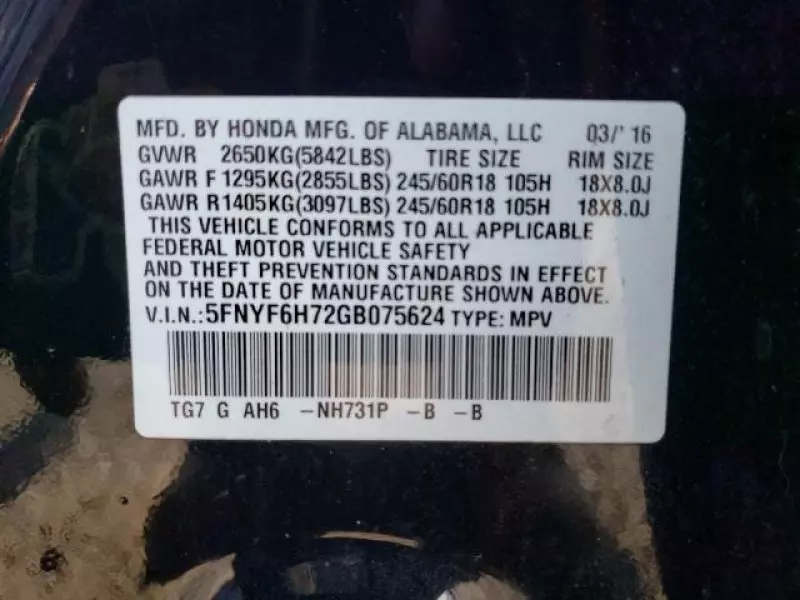 MFD. BY HONDA MFG. OF ALABAMA, LLC 03/'16
GVWR 2650KG(5842LBS) TIRE SIZE RIM SIZE
GAWR F 1295KG(2855LBS) 245/60R18 105H 18X8.0J
GAWR R 1405KG(3097LBS) 245/60R18 105H 18X8.0J
THIS VEHICLE CONFORMS TO ALL APPLICABLE
FEDERAL MOTOR VEHICLE SAFETY
AND THEFT PREVENTION STANDARDS IN EFFECT
ON THE DATE OF MANUFACTURE SHOWN ABOVE.
V.I.N.:5FNYF6H72GB075624 TYPE: MPV
TG7 G AH6 -NH731P -B -B